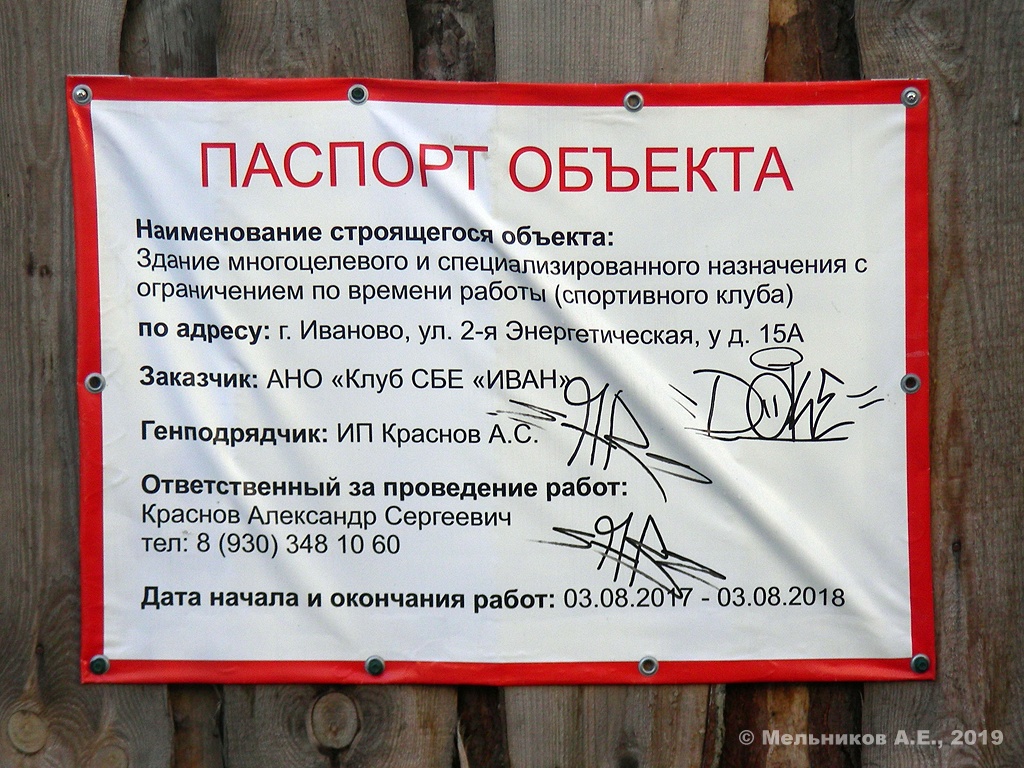 ПАСПОРТ ОБЪЕКТА
Наименование строящегося объекта:
Здание многоцелевого и специализированного назначения с
ограничением по времени работы (спортивного клуба)
по адресу: г. Иваново, ул. 2-я Энергетическая, у д. 15А
Заказчик: АНО «Клуб СБЕ «ИВАН»
Генподрядчик: ИП Краснов А.С.
Ответственный за проведение работ:
Краснов Александр Сергеевич
тел: 8 (930) 348 10 60
Дата начала и окончания работ: 03.08.2017 - 03.08.2018
© Мельников А.Е., 2019